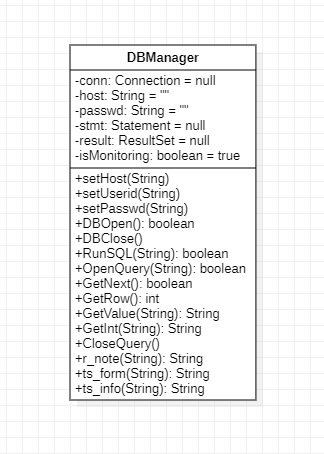 DBManager
-conn: Connection = null
-host: String = ""
-passwd: String = ""
-stmt: Statement = null
-result: ResultSet = null
-isMonitoring: boolean = true
+setHost(String)
+setUserid(String)
+setPasswd(String)
+DBOpen(): boolean
+DBClose()
+RunSQL(String): boolean
+OpenQuery(String): boolean
+GetNext(): boolean
+GetRow(): int
+GetValue(String): String
+GetInt(String): String
+CloseQuery()
+r_note(String): String
+ts_form(String): String
+ts_info(String): String